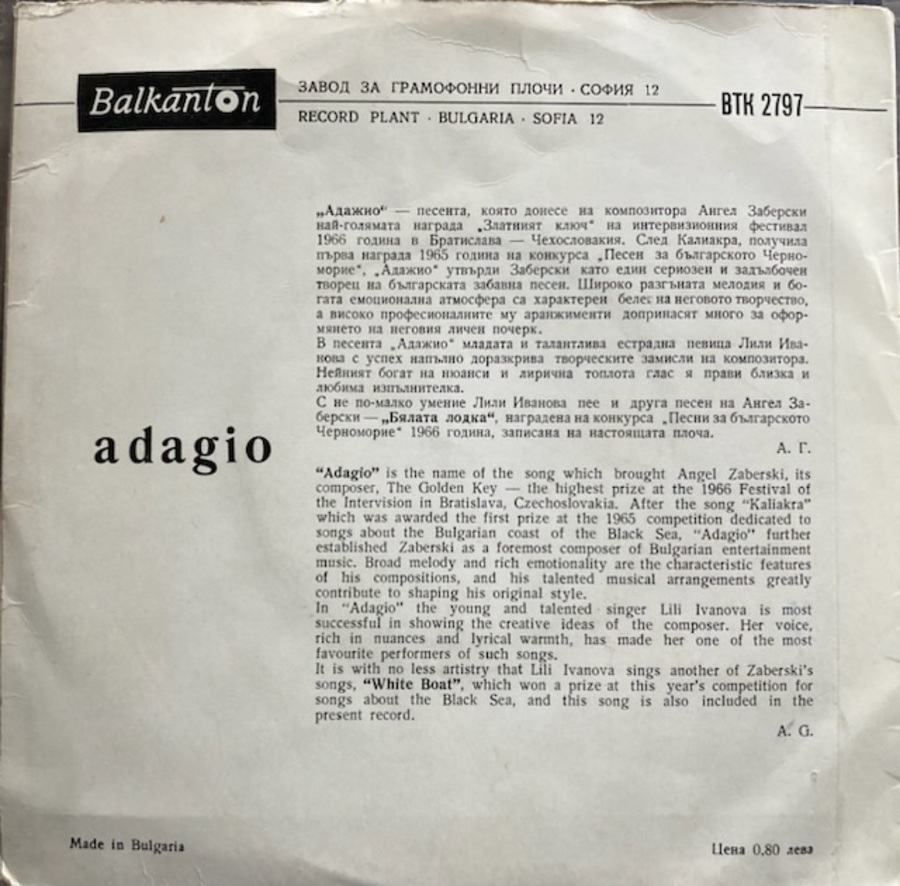 Balkanton
ЗАВОД ЗА ГРАМОФОННИ ПЛОЧИ · СОФИЯ 12
RECORD PLANT · BULGARIA · SOFIA 12
ВТК 2797
„Адажио“ — песента, която донесе на композитора Ангел Заберски
най-голямата награда „Златният ключ“ на интервизионния фестивал
1966 година в Братислава — Чехословакия. След Калиакра, получила
първа награда 1965 година на конкурса „Песен за българското Черно-
морие“, „Адажио“ утвърди Заберски като един сериозен и задълбочен
творец на българската забавна песен. Широко разгъната мелодия и бо-
гата емоционална атмосфера са характерен белег на неговото творчество,
а високо професионалните му аранжименти допринасят много за офор-
мянето на неговия личен почерк.
В песента „Адажио“ младата и талантлива естрадна певица Лили Ива-
нова с успех напълно доразкрива творческите замисли на композитора.
Нейният богат на нюанси и лирична топлота глас я прави близка и
любима изпълнителка.
С не по-малко умение Лили Иванова пее и друга песен на Ангел За-
берски — „Бялата лодка“, наградена на конкурса „Песни за българското
Черноморие“ 1966 година, записана на настоящата плоча.
А. Г.
adagio
“Adagio” is the name of the song which brought Angel Zaberski, its
composer, The Golden Key — the highest prize at the 1966 Festival of
the Intervision in Bratislava, Czechoslovakia. After the song “Kaliakra”
which was awarded the first prize at the 1965 competition dedicated to
songs about the Bulgarian coast of the Black Sea, “Adagio” further
established Zaberski as a foremost composer of Bulgarian entertainment
music. Broad melody and rich emotionality are the characteristic features
of his compositions, and his talented musical arrangements greatly
contribute to shaping his original style.
In “Adagio” the young and talented singer Lili Ivanova is most
successful in showing the creative ideas of the composer. Her voice,
rich in nuances and lyrical warmth, has made her one of the most
favourite performers of such songs.
It is with no less artistry that Lili Ivanova sings another of Zaberski's
songs, “White Boat”, which won a prize at this year's competition for
songs about the Black Sea, and this song is also included in the
present record.
A. G.
Made in Bulgaria
Цена 0,80 лева